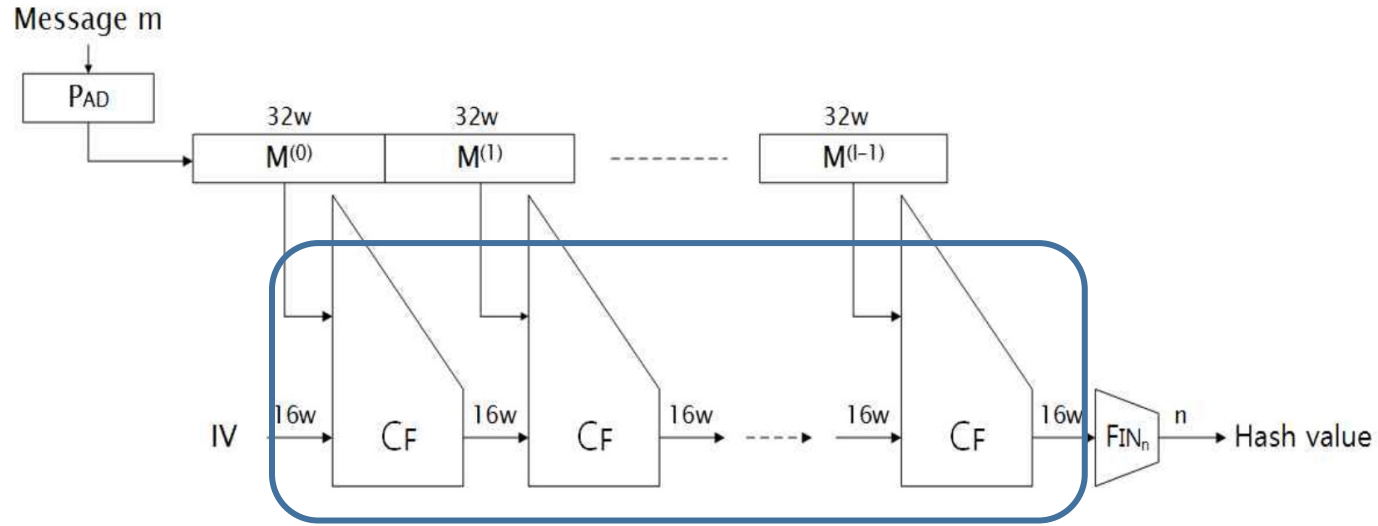 Message m
PAD
32w 32w 32w
M(0) M(1) M(l-1)
IV 16w CF 16w CF 16w 16w CF 16w FINn n Hash value